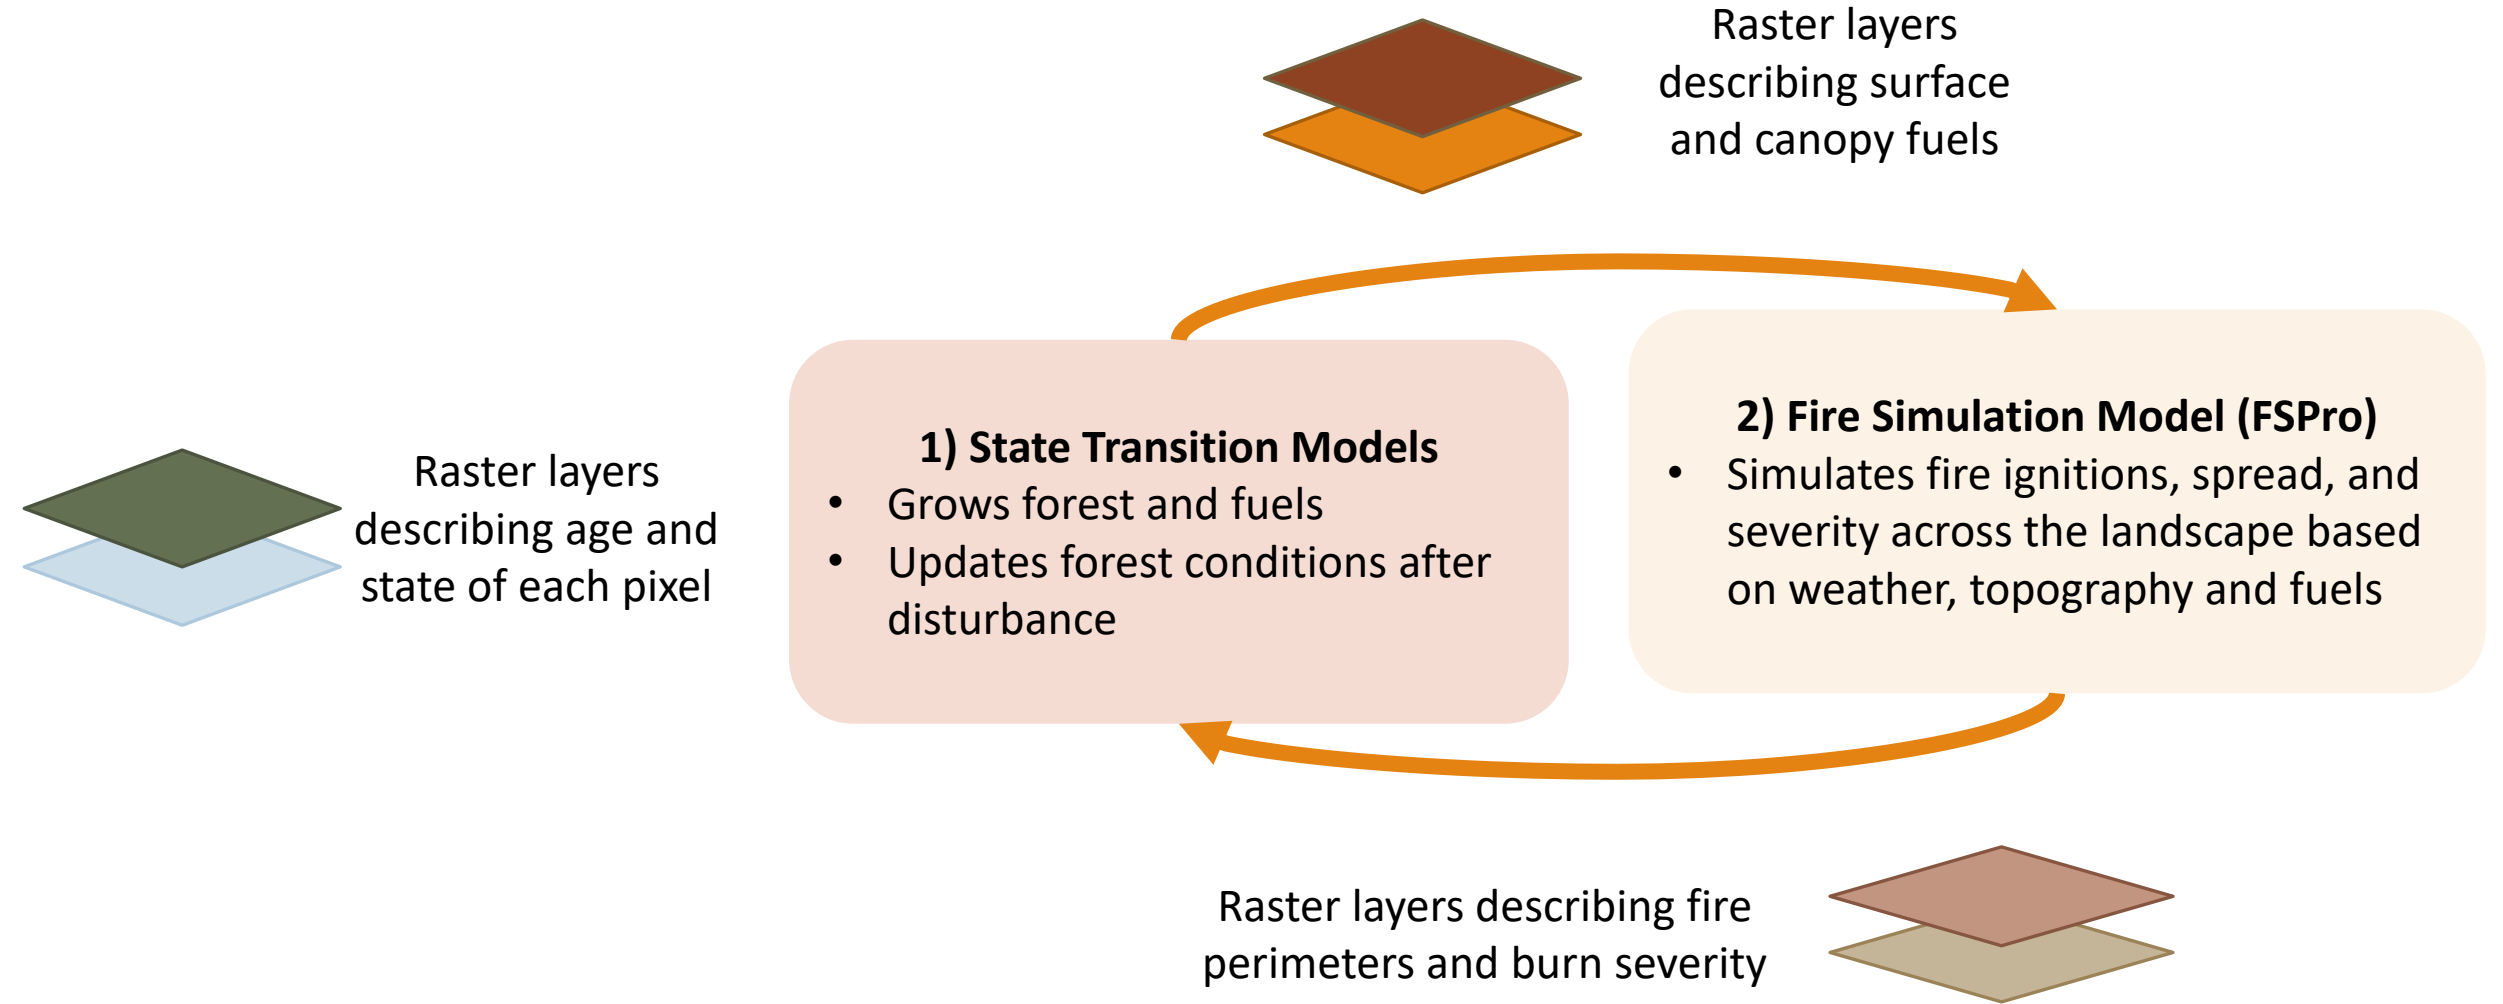 Raster layers
describing surface
and canopy fuels
Raster layers
describing age and
state of each pixel
1) State Transition Models
• Grows forest and fuels
• Updates forest conditions after
disturbance
2) Fire Simulation Model (FSPro)
• Simulates fire ignitions, spread, and
severity across the landscape based
on weather, topography and fuels
Raster layers describing fire
perimeters and burn severity